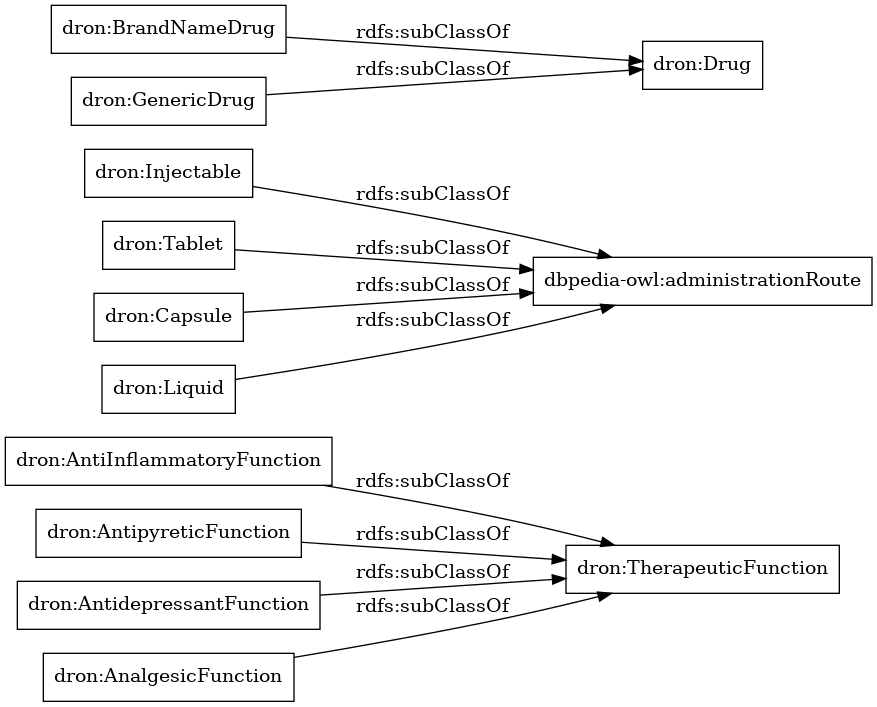 dron:BrandNameDrug
rdfs:subClassOf
dron:Drug
rdfs:subClassOf
dron:GenericDrug
dron:Injectable
rdfs:subClassOf
dron:Tablet
rdfs:subClassOf
dbpedia-owl:administrationRoute
rdfs:subClassOf
dron:Capsule
rdfs:subClassOf
dron:Liquid
dron:AntiInflammatoryFunction
rdfs:subClassOf
dron:AntipyreticFunction
rdfs:subClassOf
dron:TherapeuticFunction
rdfs:subClassOf
dron:AntidepressantFunction
rdfs:subClassOf
dron:AnalgesicFunction